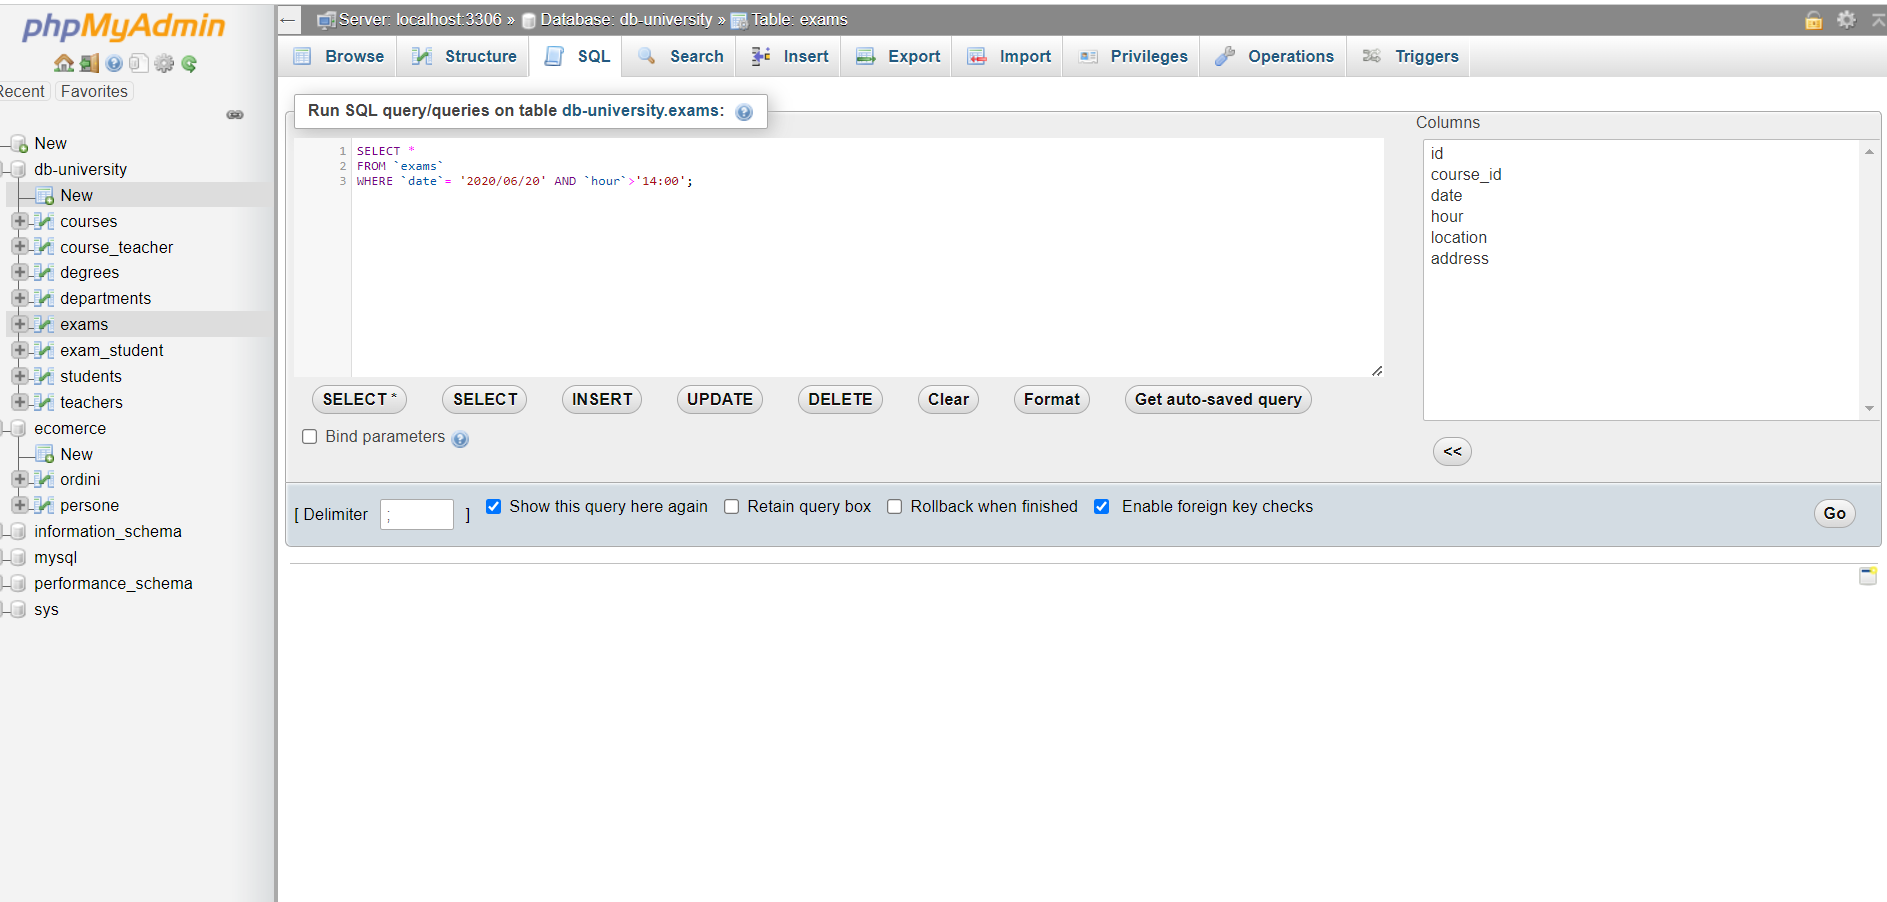 phpMyAdmin
Recent Favorites
New
db-university
New
courses
course_teacher
degrees
departments
exams
exam_student
students
teachers
ecomerce
New
ordini
persone
information_schema
mysql
performance_schema
sys
← Server: localhost:3306 » Database: db-university » Table: exams
Browse Structure SQL Search Insert Export Import Privileges Operations Triggers
Run SQL query/queries on table db-university.exams:
1 SELECT *
2 FROM `exams`
3 WHERE `date`= '2020/06/20' AND `hour`>'14:00';
SELECT * SELECT INSERT UPDATE DELETE Clear Format Get auto-saved query
Bind parameters
Columns
id
course_id
date
hour
location
address
<<
[ Delimiter ; ] Show this query here again Retain query box Rollback when finished Enable foreign key checks Go